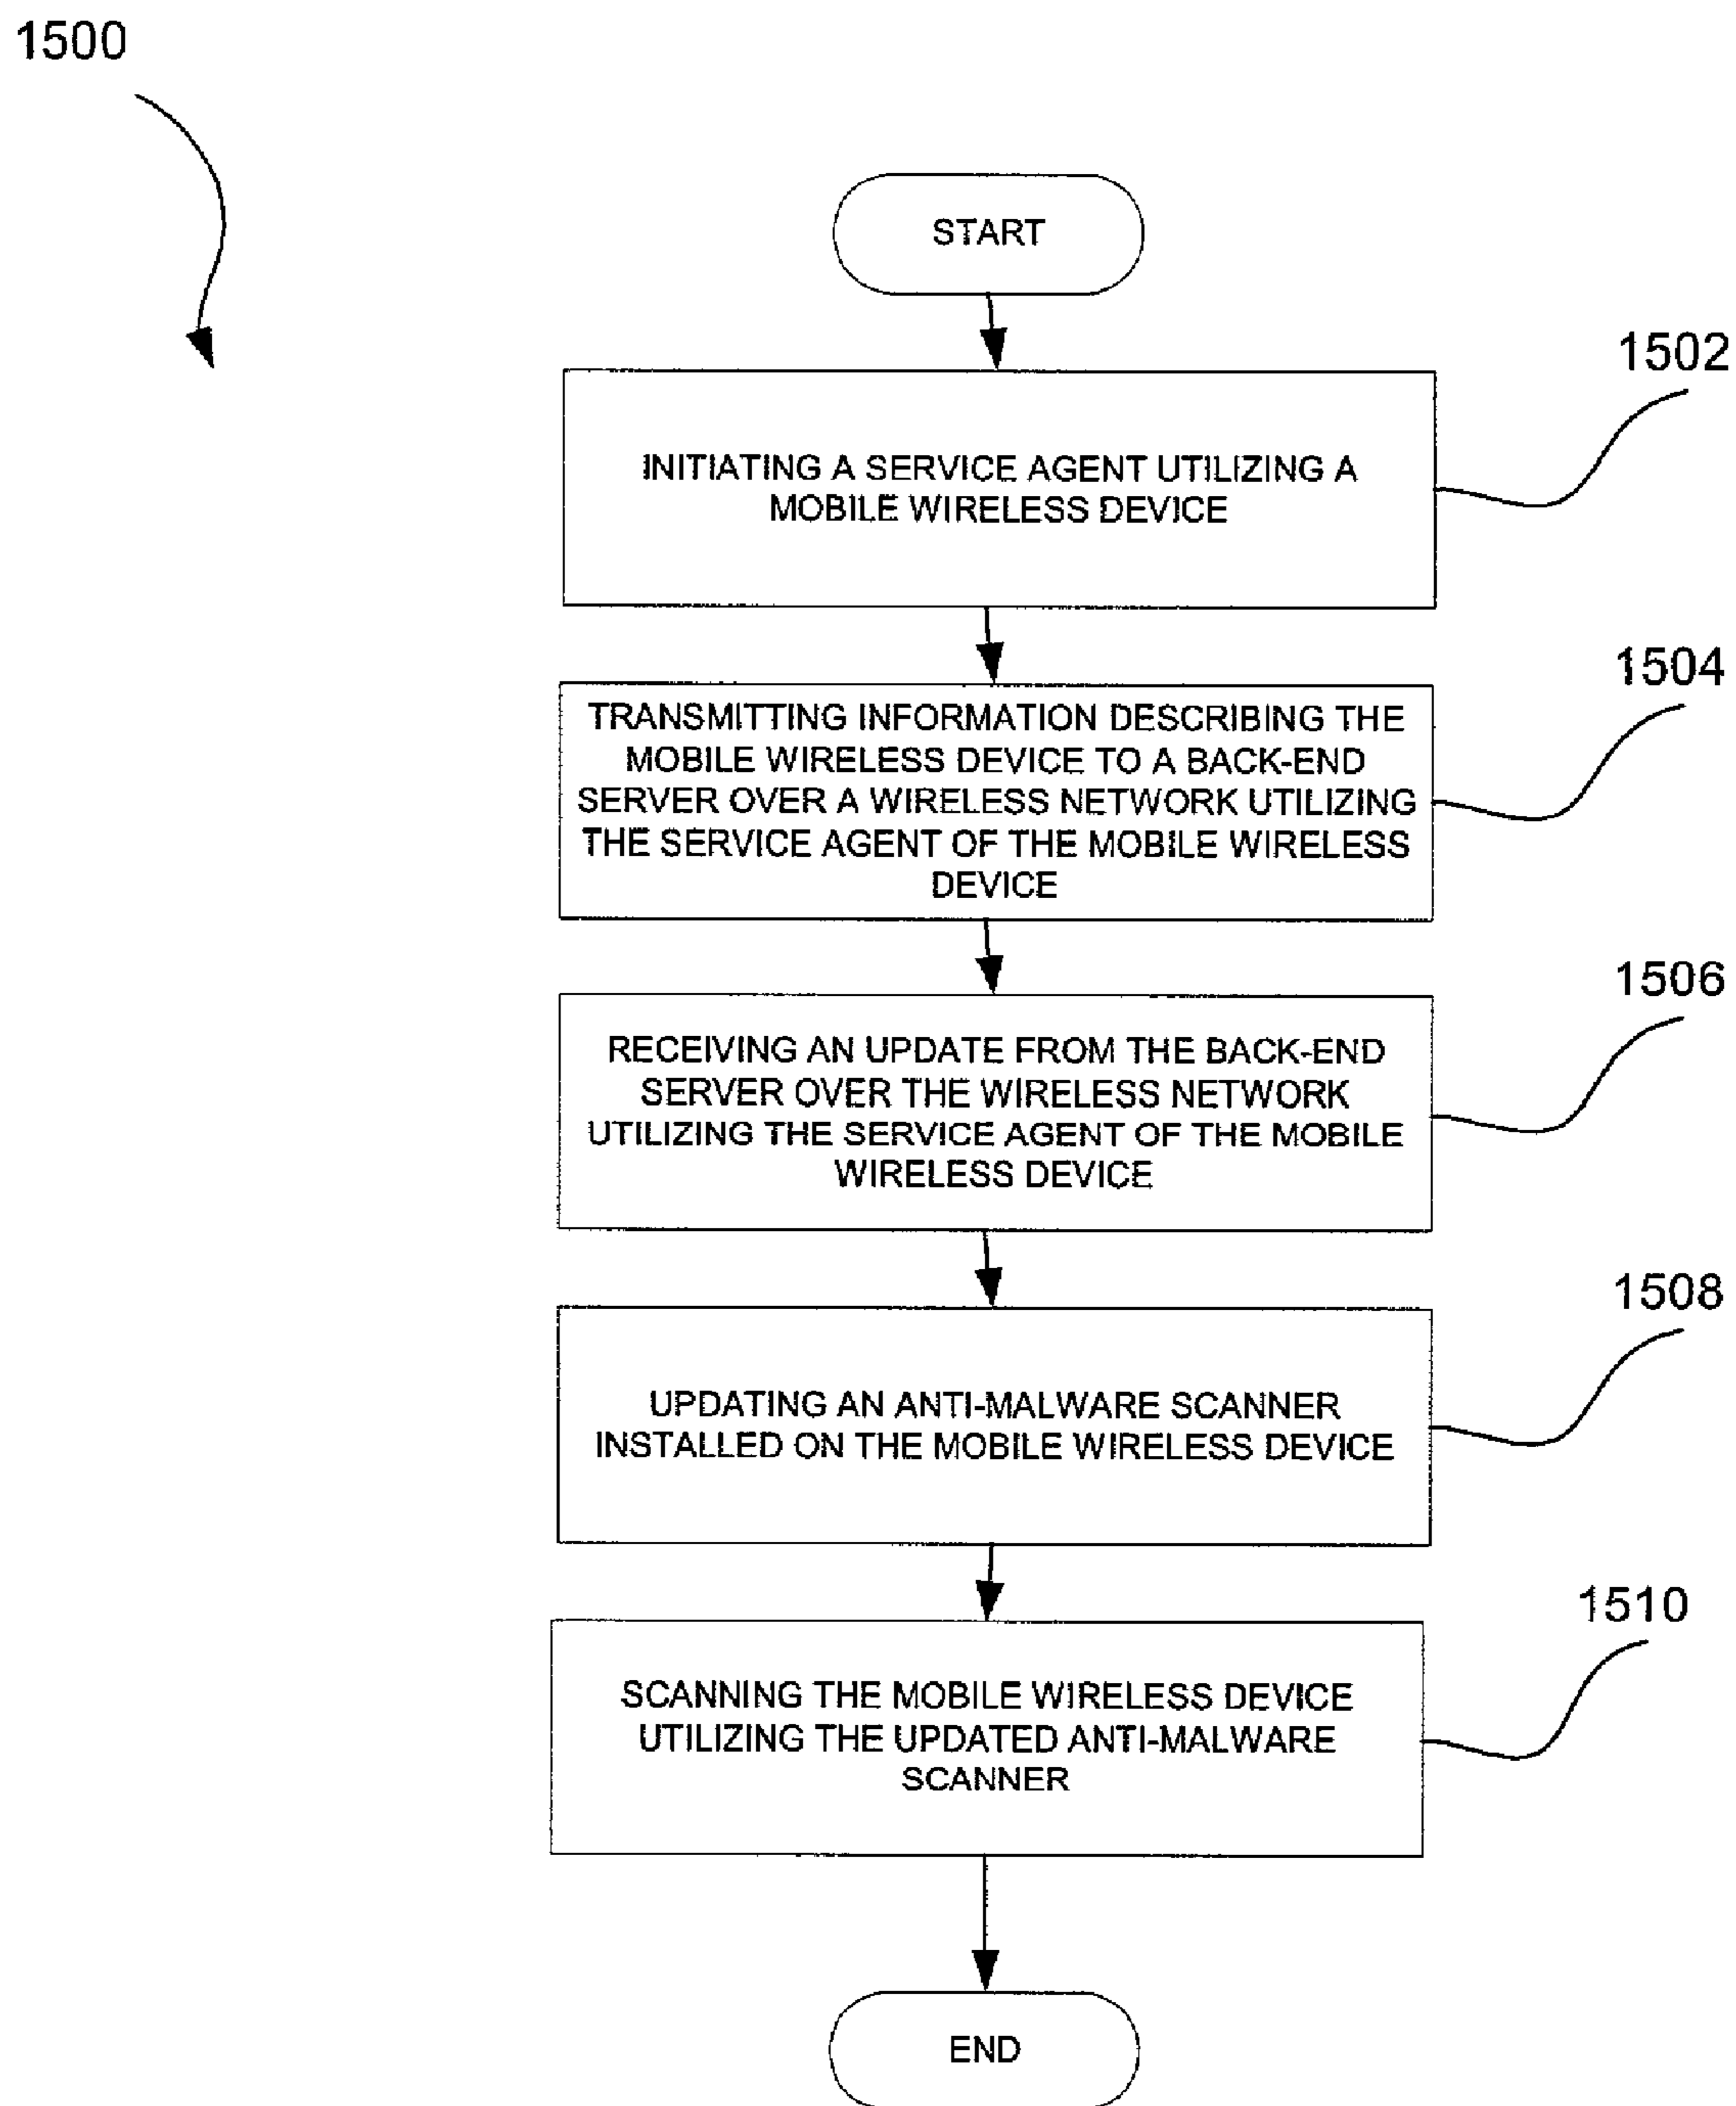 1500
START
1502
INITIATING A SERVICE AGENT UTILIZING A
MOBILE WIRELESS DEVICE
1504
TRANSMITTING INFORMATION DESCRIBING THE
MOBILE WIRELESS DEVICE TO A BACK-END
SERVER OVER A WIRELESS NETWORK UTILIZING
THE SERVICE AGENT OF THE MOBILE WIRELESS
DEVICE
1506
RECEIVING AN UPDATE FROM THE BACK-END
SERVER OVER THE WIRELESS NETWORK
UTILIZING THE SERVICE AGENT OF THE MOBILE
WIRELESS DEVICE
1508
UPDATING AN ANTI-MALWARE SCANNER
INSTALLED ON THE MOBILE WIRELESS DEVICE
1510
SCANNING THE MOBILE WIRELESS DEVICE
UTILIZING THE UPDATED ANTI-MALWARE
SCANNER
END